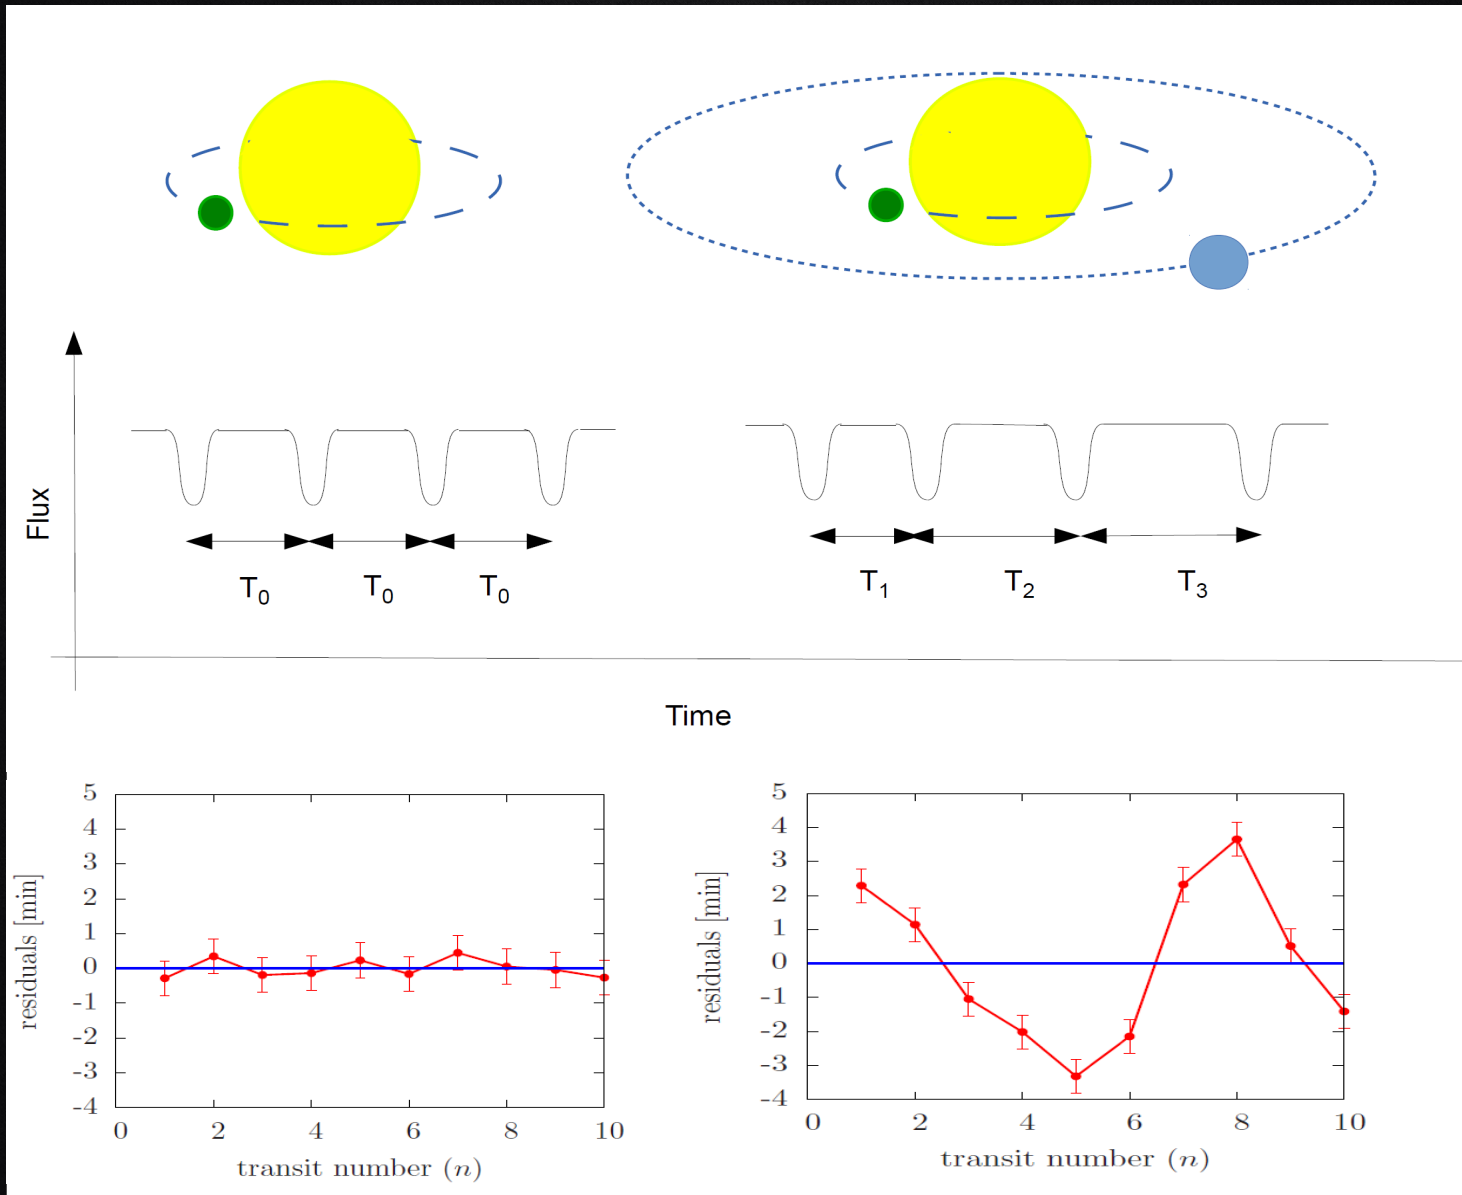 Flux
T₀ T₀ T₀
T₁ T₂ T₃
Time
residuals [min]
5
4
3
2
1
0
-1
-2
-3
-4
0 2 4 6 8 10
transit number (n)
residuals [min]
5
4
3
2
1
0
-1
-2
-3
-4
0 2 4 6 8 10
transit number (n)